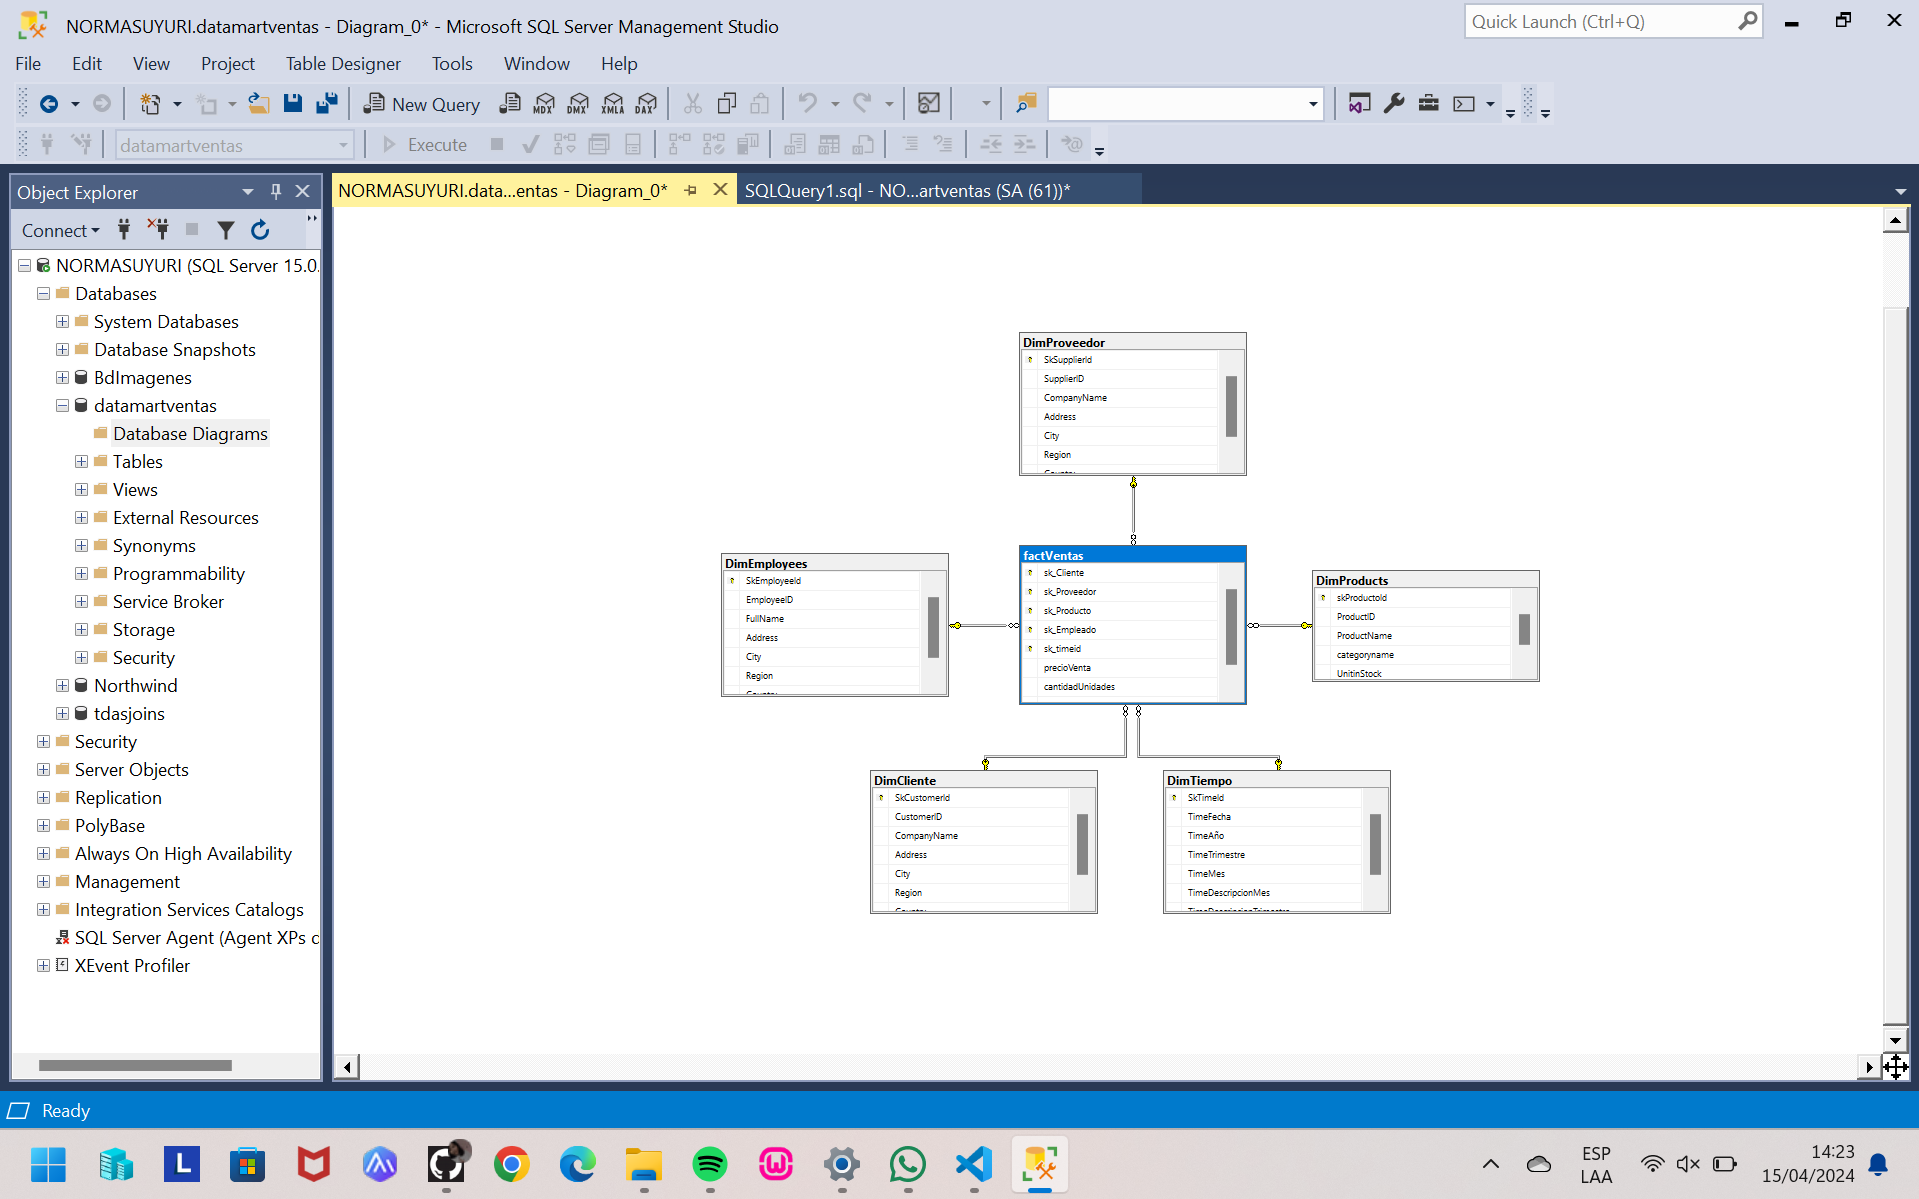 NORMASUYURI.datamartventas - Diagram_0* - Microsoft SQL Server Management Studio
Quick Launch (Ctrl+Q)
File Edit View Project Table Designer Tools Window Help
New Query MDX DMX XMLA DAX
datamartventas Execute
Object Explorer
NORMASUYURI.data...entas - Diagram_0*
SQLQuery1.sql - NO...artventas (SA (61))*
Connect
NORMASUYURI (SQL Server 15.0.
Databases
System Databases
Database Snapshots
BdImagenes
datamartventas
Database Diagrams
Tables
Views
External Resources
Synonyms
Programmability
Service Broker
Storage
Security
Northwind
tdasjoins
Security
Server Objects
Replication
PolyBase
Always On High Availability
Management
Integration Services Catalogs
SQL Server Agent (Agent XPs d
XEvent Profiler
DimProveedor
SkSupplierId
SupplierID
CompanyName
Address
City
Region
Country
DimEmployees
SkEmployeeId
EmployeeID
FullName
Address
City
Region
Country
factVentas
sk_Cliente
sk_Proveedor
sk_Producto
sk_Empleado
sk_timeid
precioVenta
cantidadUnidades
DimProducts
skProductoId
ProductID
ProductName
categoryname
UnitinStock
DimCliente
SkCustomerId
CustomerID
CompanyName
Address
City
Region
Country
DimTiempo
SkTimeId
TimeFecha
TimeAño
TimeTrimestre
TimeMes
TimeDescripcionMes
TimeDescripcionTrimestre
Ready
L
ESP
LAA
14:23
15/04/2024